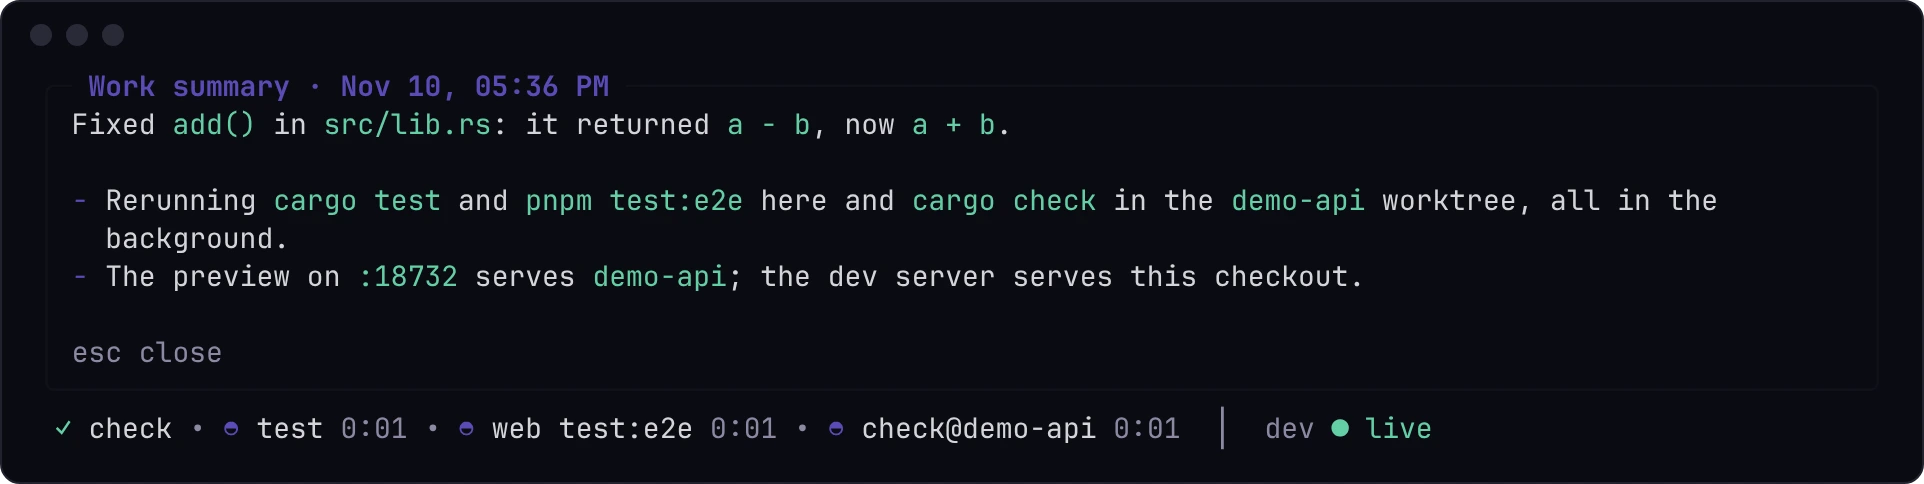 Work summary · Nov 10, 05:36 PM
Fixed add() in src/lib.rs: it returned a - b, now a + b.
- Rerunning cargo test and pnpm test:e2e here and cargo check in the demo-api worktree, all in the
background.
- The preview on :18732 serves demo-api; the dev server serves this checkout.
esc close
✓ check • test 0:01 • web test:e2e 0:01 • check@demo-api 0:01 │ dev ● live